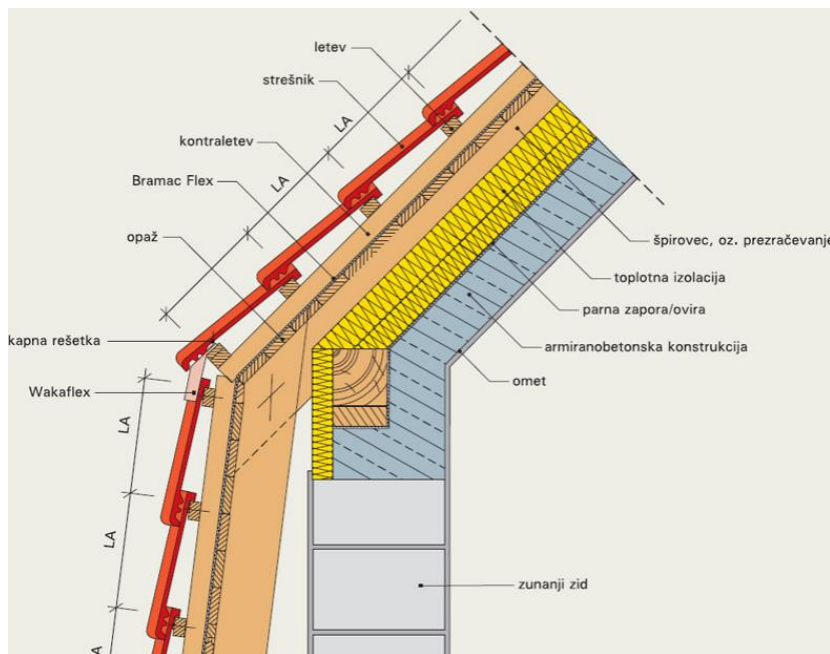 letev
strešnik
LA
kontraletev
LA
Bramac Flex
opaž
špirovec, oz. prezračevanje
toplotna izolacija
parna zapora/ovira
kapna rešetka
armiranobetonska konstrukcija
omet
Wakaflex
LA
LA
zunanji zid
LA